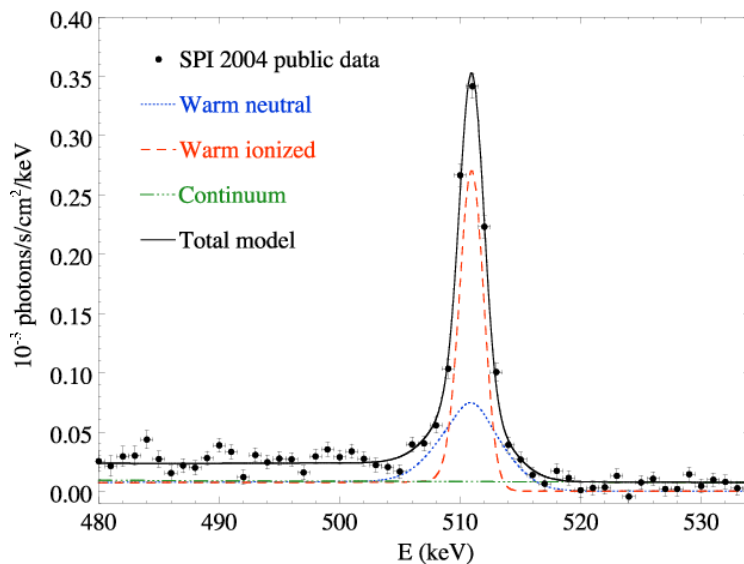 0.40
0.35
0.30
0.25
0.20
0.15
0.10
0.05
0.00
10⁻³ photons/s/cm²/keV
SPI 2004 public data
Warm neutral
Warm ionized
Continuum
Total model
480 490 500 510 520 530
E (keV)